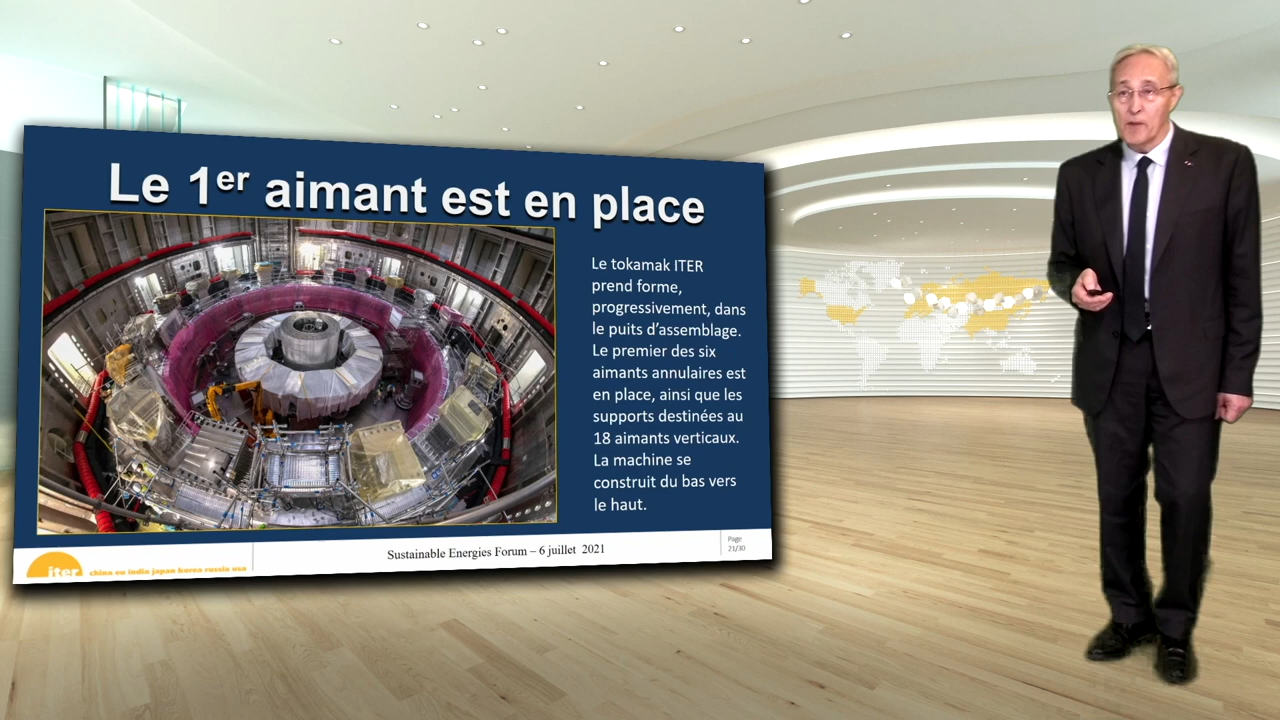 Le 1er aimant est en place
Le tokamak ITER
prend forme,
progressivement, dans
le puits d’assemblage.
Le premier des six
aimants annulaires est
en place, ainsi que les
supports destinées au
18 aimants verticaux.
La machine se
construit du bas vers
le haut.
iter
china eu india japan korea russia usa
Sustainable Energies Forum – 6 juillet 2021
Page
21/30